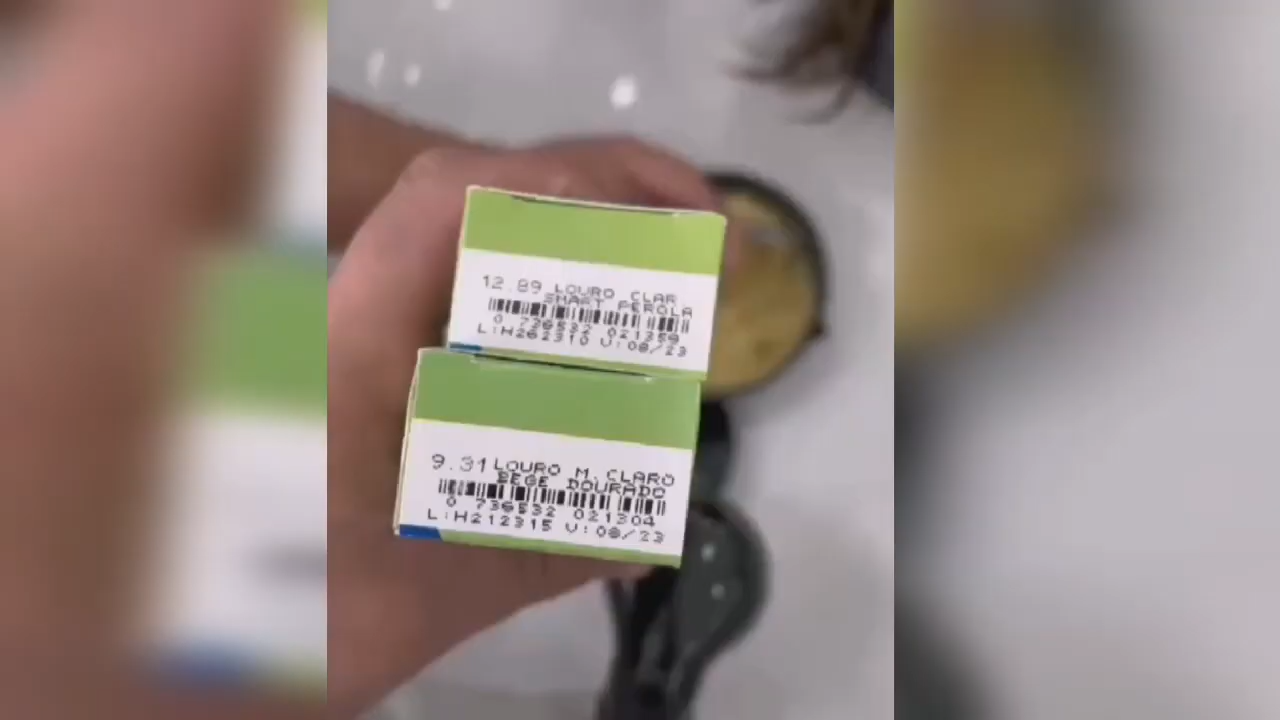 12.89 LOURO CLAR
SMART PEROLA
0 736532 021359
L:H262310 V:08/23
9.31 LOURO M.CLARO
BEGE DOURADO
0 736532 021304
L:H212315 V:08/23